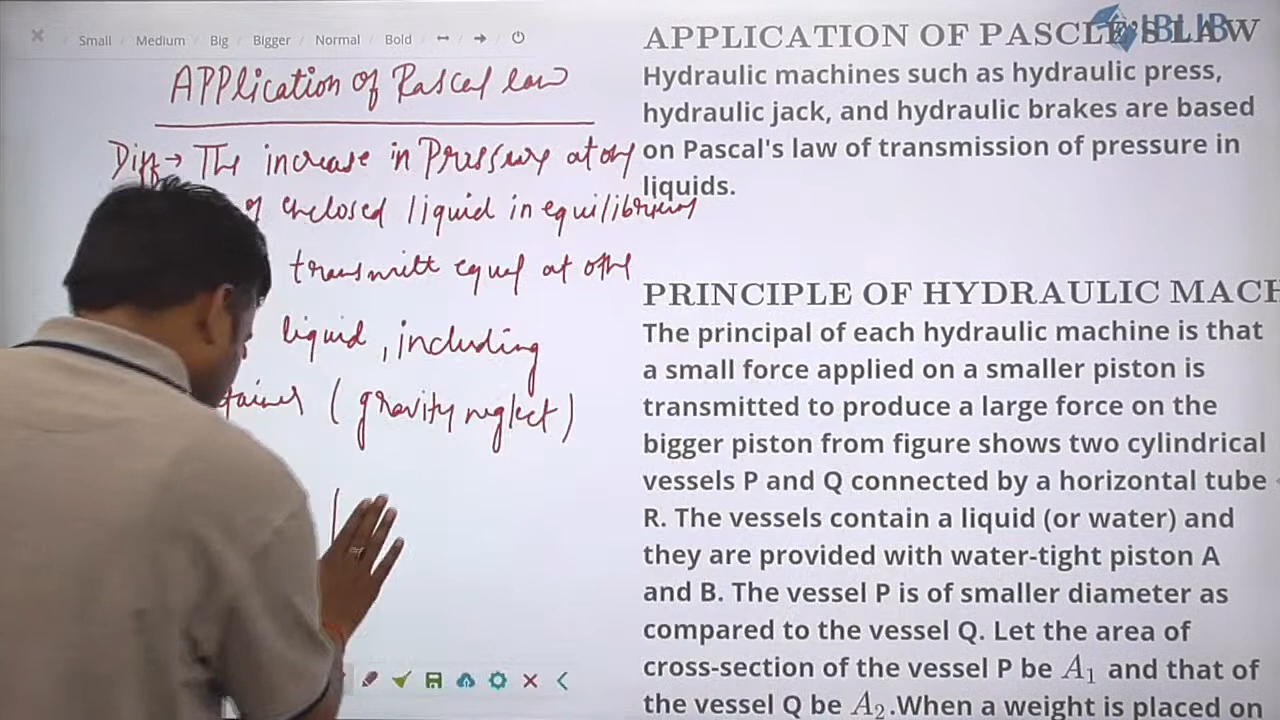 Small / Medium / Big / Bigger / Normal / Bold
APPlication of Pascal law
Diff → The increase in Pressure at any
of enclosed liquid in equilibrium
transmitt equal at other
liquid, including
(gravity neglect)
APPLICATION OF PASCLE'S LAW
Hydraulic machines such as hydraulic press,
hydraulic jack, and hydraulic brakes are based
on Pascal's law of transmission of pressure in
liquids.
PRINCIPLE OF HYDRAULIC MACH
The principal of each hydraulic machine is that
a small force applied on a smaller piston is
transmitted to produce a large force on the
bigger piston from figure shows two cylindrical
vessels P and Q connected by a horizontal tube
R. The vessels contain a liquid (or water) and
they are provided with water-tight piston A
and B. The vessel P is of smaller diameter as
compared to the vessel Q. Let the area of
cross-section of the vessel P be A₁ and that of
the vessel Q be A₂.When a weight is placed on